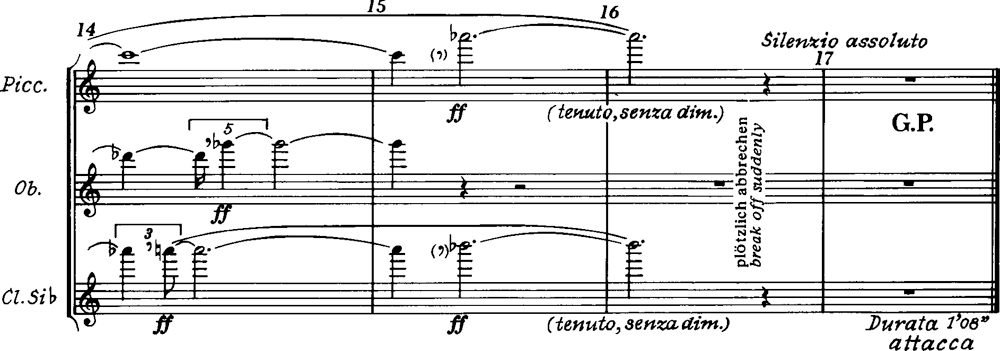 14 15 16
Silenzio assoluto
17
Picc.
ff (tenuto, senza dim.)
G.P.
5
Ob.
ff
plötzlich abbrechen
break off suddenly
3
Cl.Sib
ff ff (tenuto, senza dim.)
Durata 1'08"
attacca